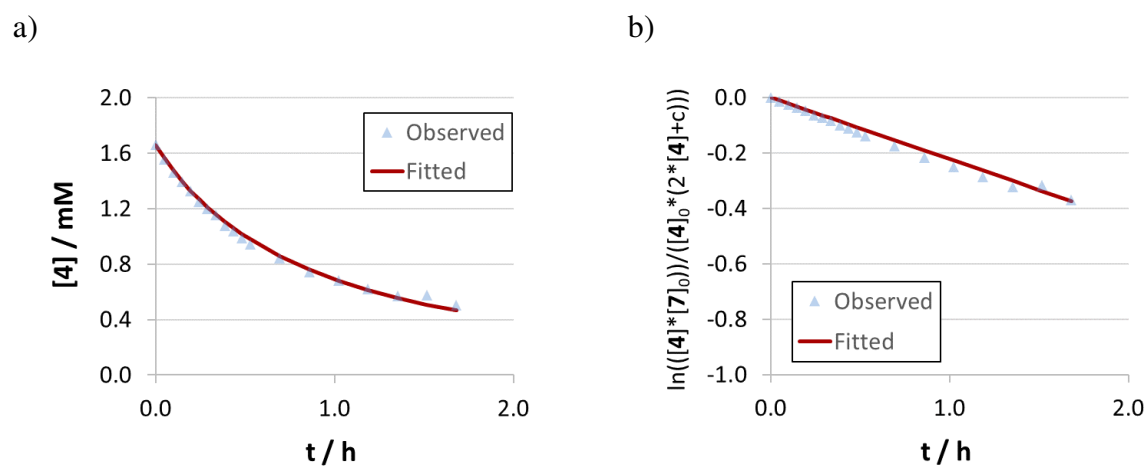 a)
2.0
1.6
1.2
0.8
0.4
0.0
[4] / mM
Observed
Fitted
0.0
1.0
2.0
t / h
b)
0.0
-0.2
-0.4
-0.6
-0.8
-1.0
ln(([4]*[7]₀))/([4]₀*(2*[4]+c)))
Observed
Fitted
0.0
1.0
2.0
t / h